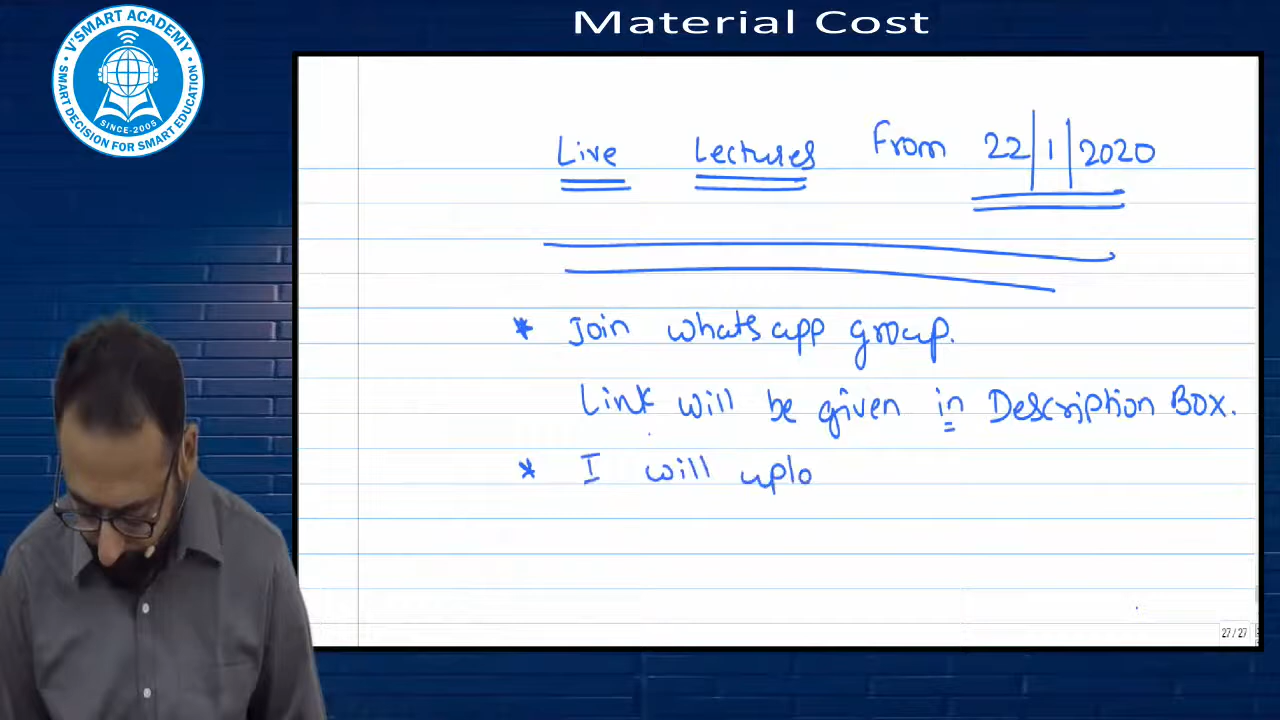 Material Cost
V'SMART ACADEMY
SINCE-2005
SMART DECISION FOR SMART EDUCATION
Live Lectures From 22/1/2020
* Join whatsapp group.
Link will be given in Description Box.
* I will uplo
27/27